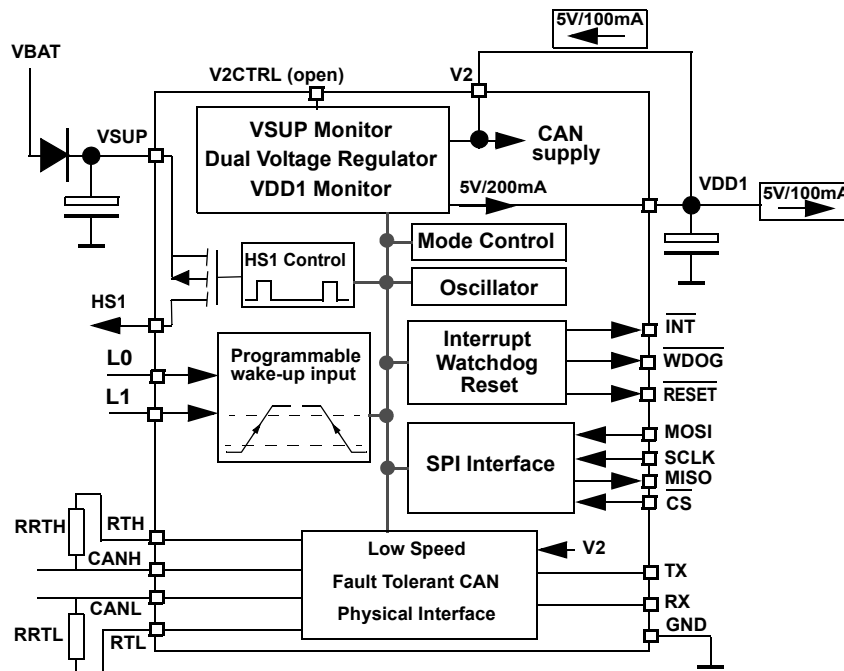 5V/100mA
VBAT
V2CTRL (open)
V2
VSUP
VSUP Monitor
Dual Voltage Regulator
VDD1 Monitor
CAN
supply
5V/200mA
VDD1
5V/100mA
Mode Control
HS1 Control
Oscillator
HS1
INT
Interrupt
Watchdog
Reset
WDOG
RESET
L0
L1
Programmable
wake-up input
MOSI
SCLK
MISO
CS
SPI Interface
RRTH
RTH
CANH
CANL
RRTL
RTL
Low Speed
Fault Tolerant CAN
Physical Interface
V2
TX
RX
GND